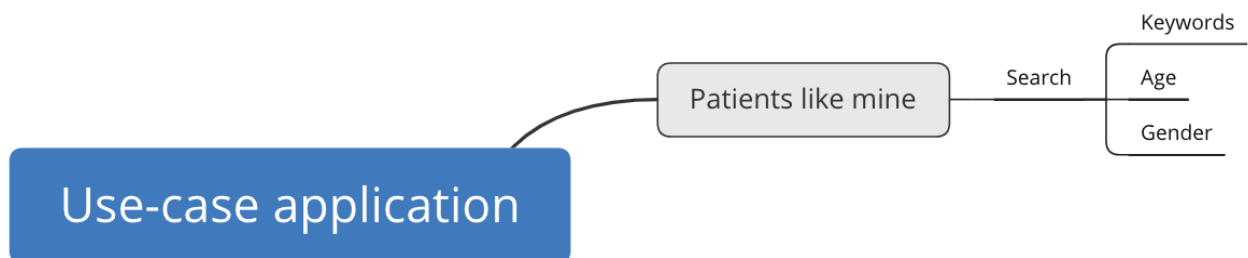 Use-case application
Patients like mine
Search
Keywords
Age
Gender